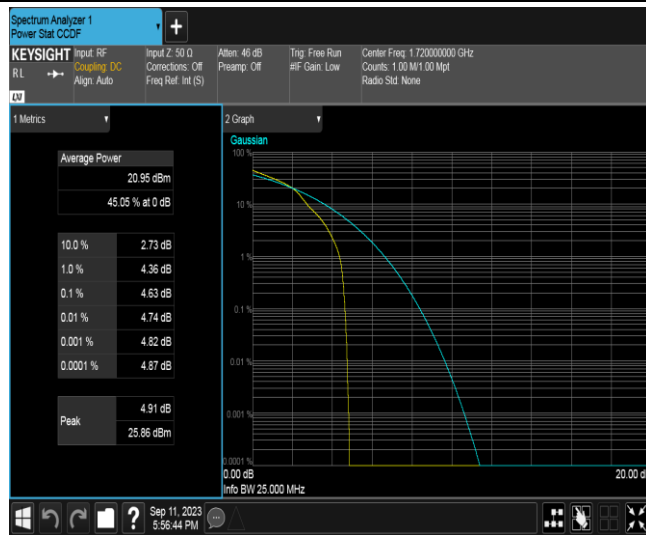 Spectrum Analyzer 1
Power Stat CCDF
KEYSIGHT
RL
Input: RF
Coupling: DC
Align: Auto
Input Z: 50 Ω
Corrections: Off
Freq Ref: Int (S)
Atten: 46 dB
Preamp: Off
Trig: Free Run
#IF Gain: Low
Center Freq: 1.720000000 GHz
Counts: 1.00 M/1.00 Mpt
Radio Std: None
1 Metrics
Average Power
20.95 dBm
45.05 % at 0 dB
10.0 % 2.73 dB
1.0 % 4.36 dB
0.1 % 4.63 dB
0.01 % 4.74 dB
0.001 % 4.82 dB
0.0001 % 4.87 dB
Peak
4.91 dB
25.86 dBm
2 Graph
Gaussian
100 %
10 %
1 %
0.1 %
0.01 %
0.001 %
0.0001 %
0.00 dB
20.00 d
Info BW 25.000 MHz
Sep 11, 2023
5:56:44 PM